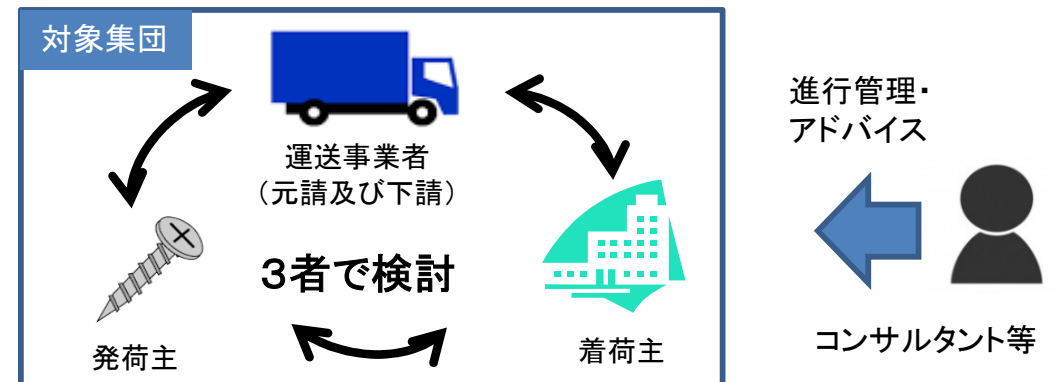 対象集団
運送事業者
（元請及び下請）
３者で検討
発荷主
着荷主
進行管理・
アドバイス
コンサルタント等